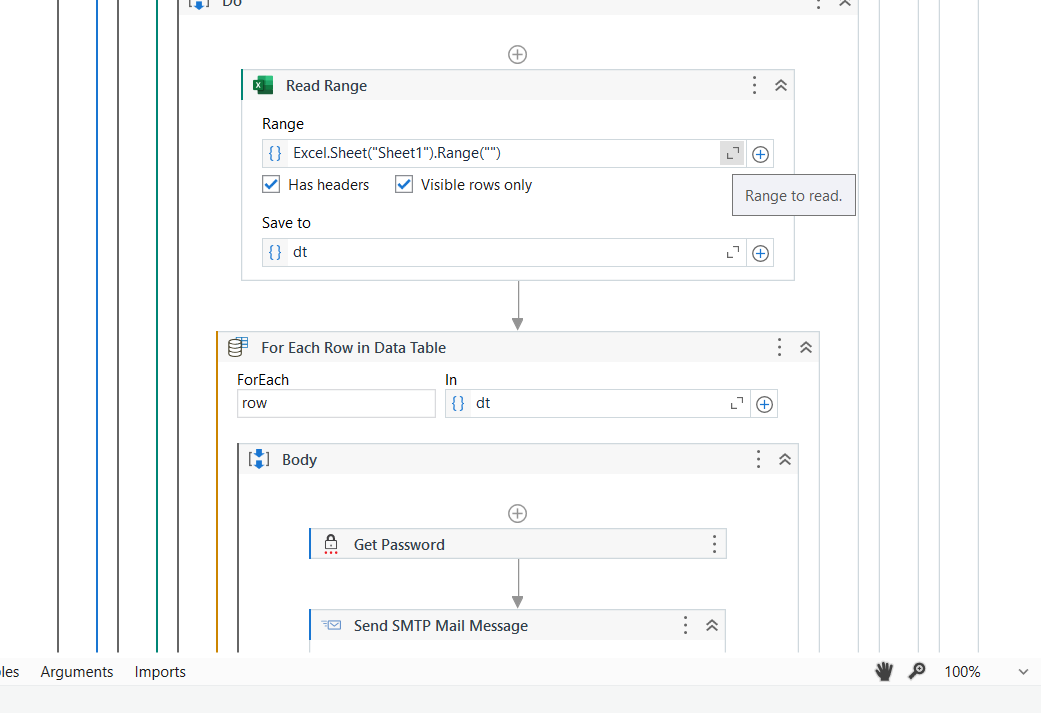 Do
Read Range
Range
{} Excel.Sheet("Sheet1").Range("")
Has headers Visible rows only
Range to read.
Save to
{} dt
For Each Row in Data Table
ForEach In
row {} dt
Body
Get Password
Send SMTP Mail Message
les Arguments Imports 100%